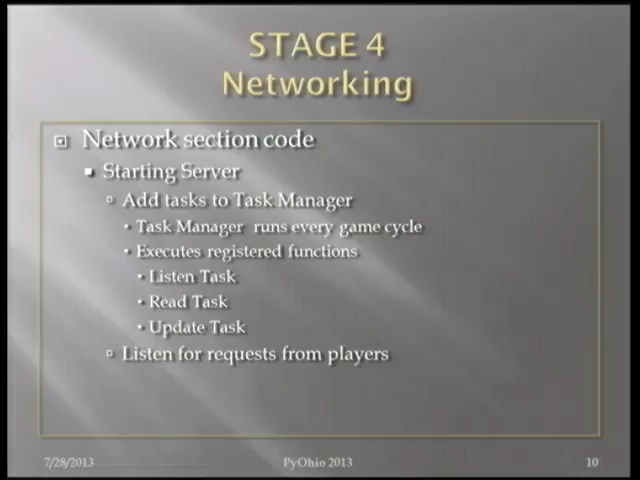 STAGE 4
Networking
Network section code
Starting Server
Add tasks to Task Manager
Task Manager runs every game cycle
Executes registered functions
Listen Task
Read Task
Update Task
Listen for requests from players
7/28/2013 PyOhio 2013 10